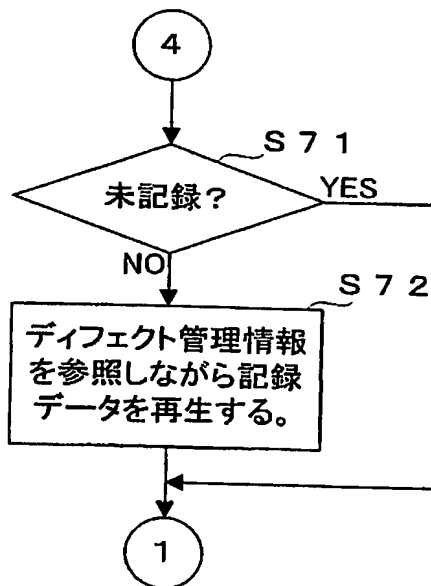 4
S71
未記録?
YES
NO
S72
ディフェクト管理情報
を参照しながら記録
データを再生する。
1